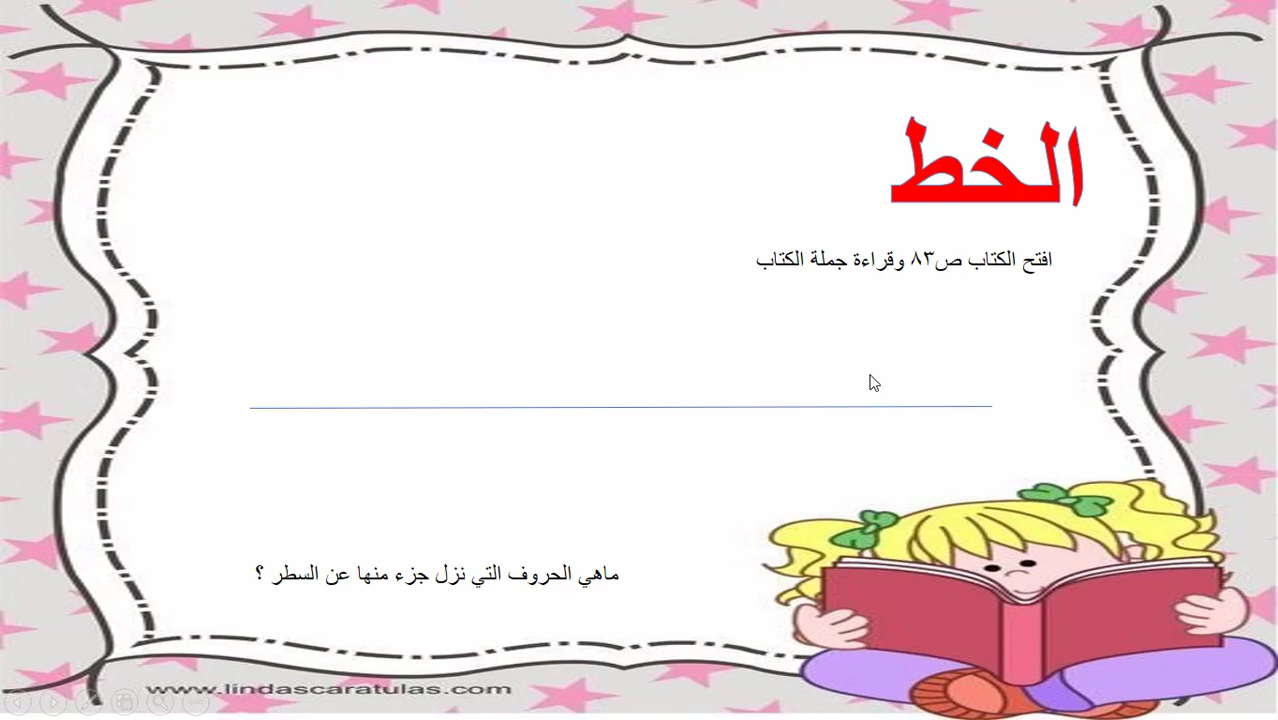 الخط
افتح الكتاب ص٨٣ وقراءة جملة الكتاب
ماهي الحروف التي نزل جزء منها عن السطر ؟
www.lindascaratulas.com